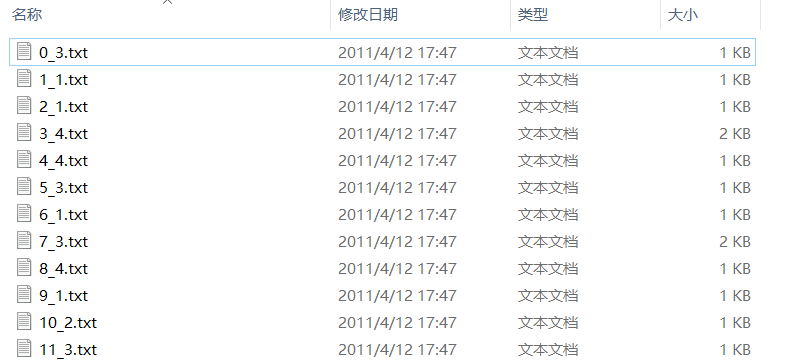 名称 修改日期 类型 大小
0_3.txt 2011/4/12 17:47 文本文档 1 KB
1_1.txt 2011/4/12 17:47 文本文档 1 KB
2_1.txt 2011/4/12 17:47 文本文档 1 KB
3_4.txt 2011/4/12 17:47 文本文档 2 KB
4_4.txt 2011/4/12 17:47 文本文档 1 KB
5_3.txt 2011/4/12 17:47 文本文档 1 KB
6_1.txt 2011/4/12 17:47 文本文档 1 KB
7_3.txt 2011/4/12 17:47 文本文档 2 KB
8_4.txt 2011/4/12 17:47 文本文档 1 KB
9_1.txt 2011/4/12 17:47 文本文档 1 KB
10_2.txt 2011/4/12 17:47 文本文档 1 KB
11_3.txt 2011/4/12 17:47 文本文档 1 KB